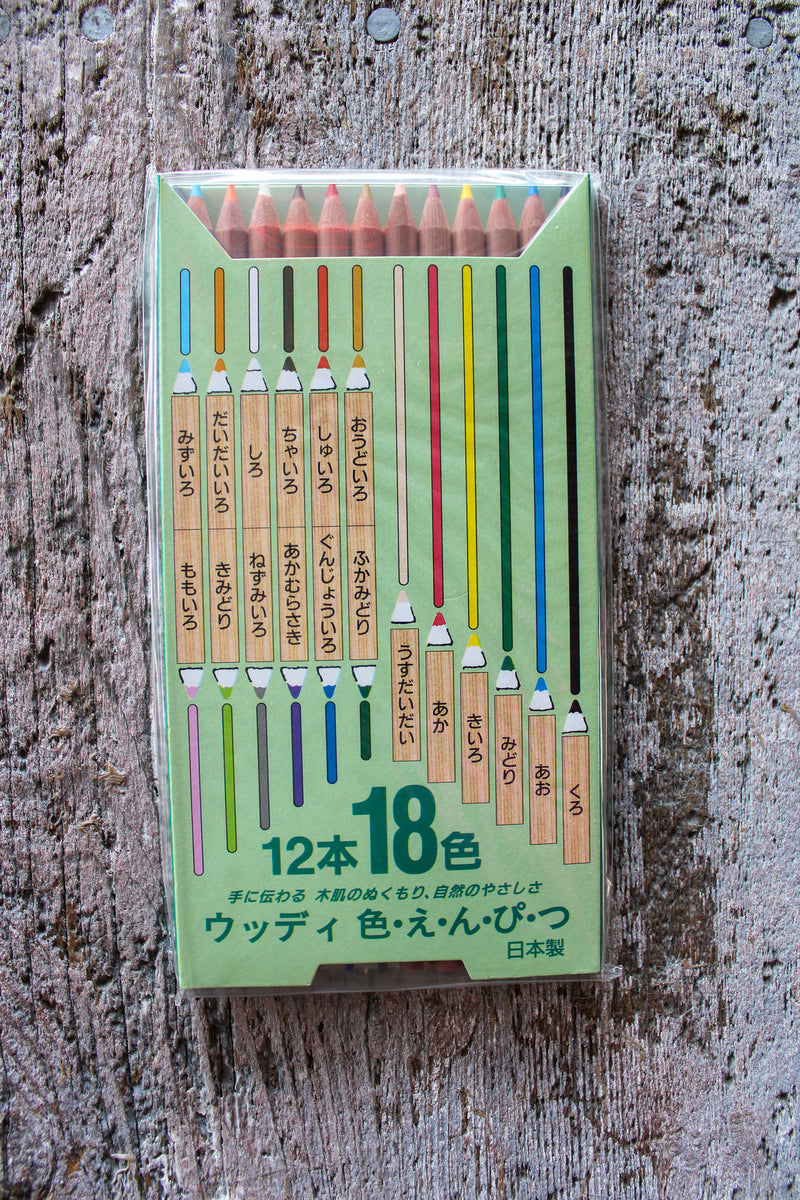 みずいろ
だいだいいろ
しろ
ちゃいろ
しゅいろ
おうどいろ
ももいろ
きみどり
ねずみいろ
あかむらさき
ぐんじょういろ
ふかみどり
うすだいだい
あか
きいろ
みどり
あお
くろ
12本18色
手に伝わる 木肌のぬくもり、自然のやさしさ
ウッディ 色・え・ん・ぴ・つ
日本製